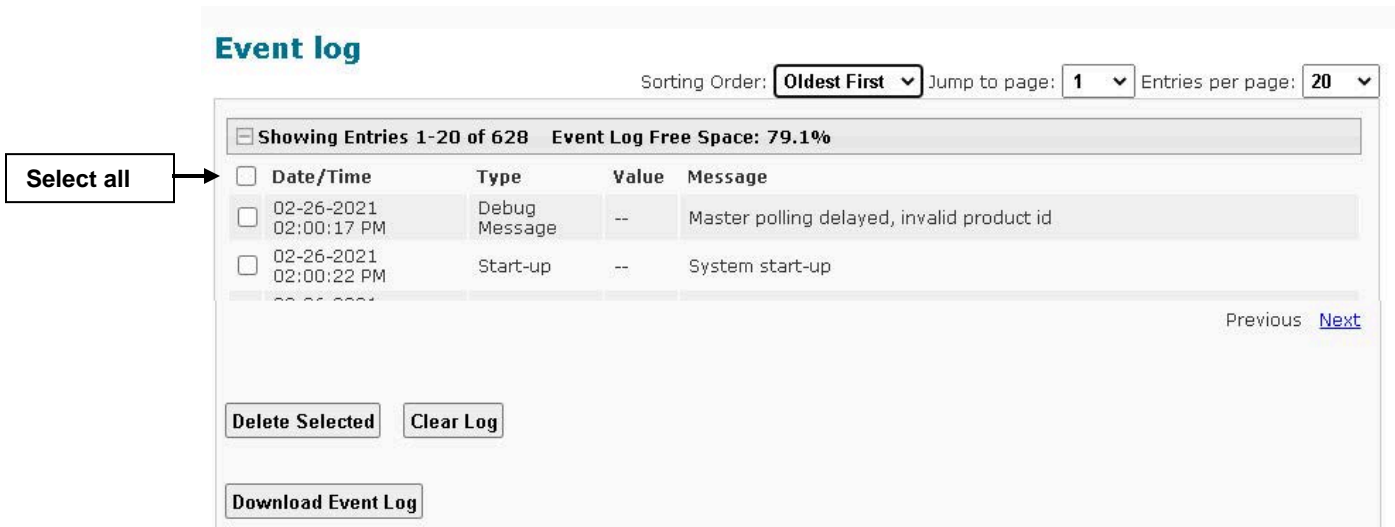 Event log
Sorting Order: Oldest First Jump to page: 1 Entries per page: 20
Showing Entries 1-20 of 628 Event Log Free Space: 79.1%
Select all
Date/Time Type Value Message
02-26-2021 02:00:17 PM Debug Message -- Master polling delayed, invalid product id
02-26-2021 02:00:22 PM Start-up -- System start-up
Previous Next
Delete Selected Clear Log
Download Event Log